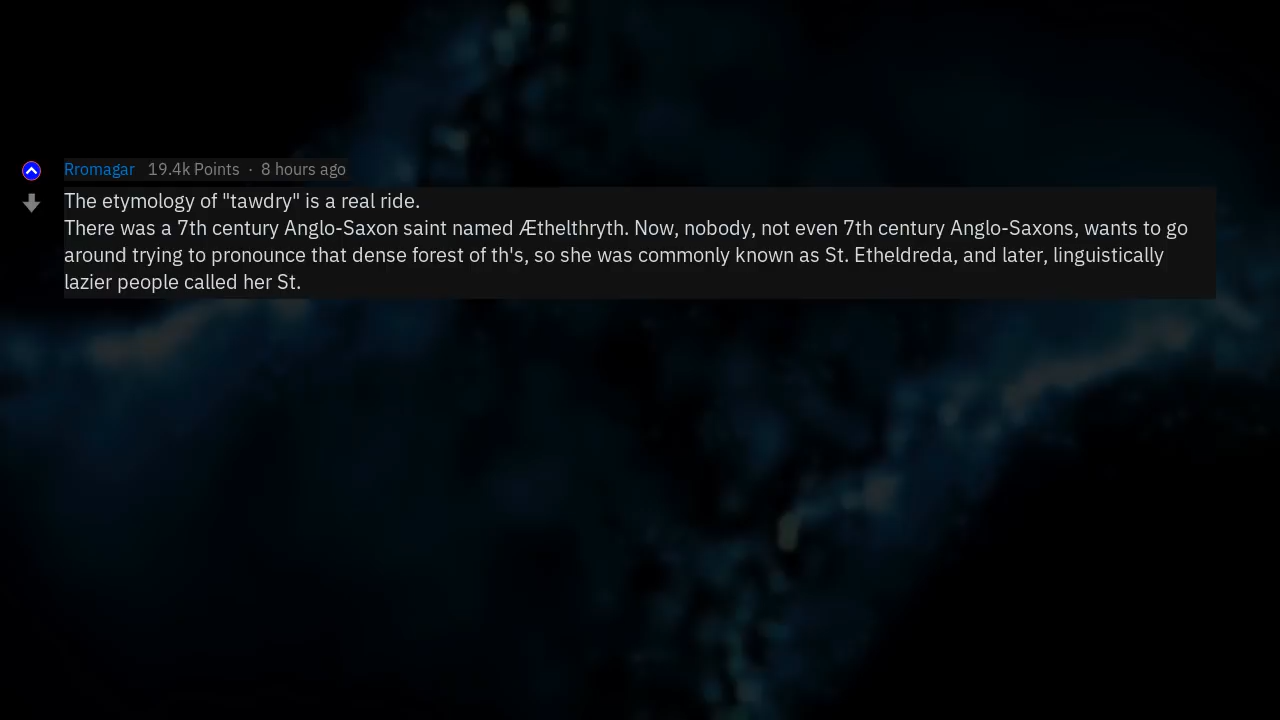 Rromagar 19.4k Points · 8 hours ago
The etymology of "tawdry" is a real ride.
There was a 7th century Anglo-Saxon saint named Æthelthryth. Now, nobody, not even 7th century Anglo-Saxons, wants to go
around trying to pronounce that dense forest of th's, so she was commonly known as St. Etheldreda, and later, linguistically
lazier people called her St.